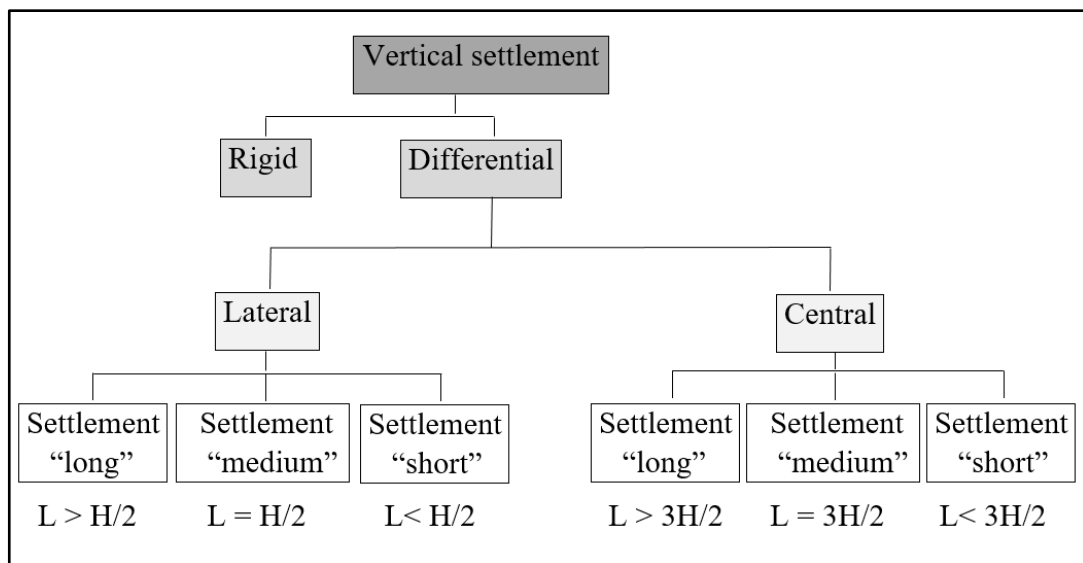 Vertical settlement
Rigid
Differential
Lateral
Central
Settlement
“long”
Settlement
“medium”
Settlement
“short”
Settlement
“long”
Settlement
“medium”
Settlement
“short”
L > H/2
L = H/2
L< H/2
L > 3H/2
L = 3H/2
L< 3H/2